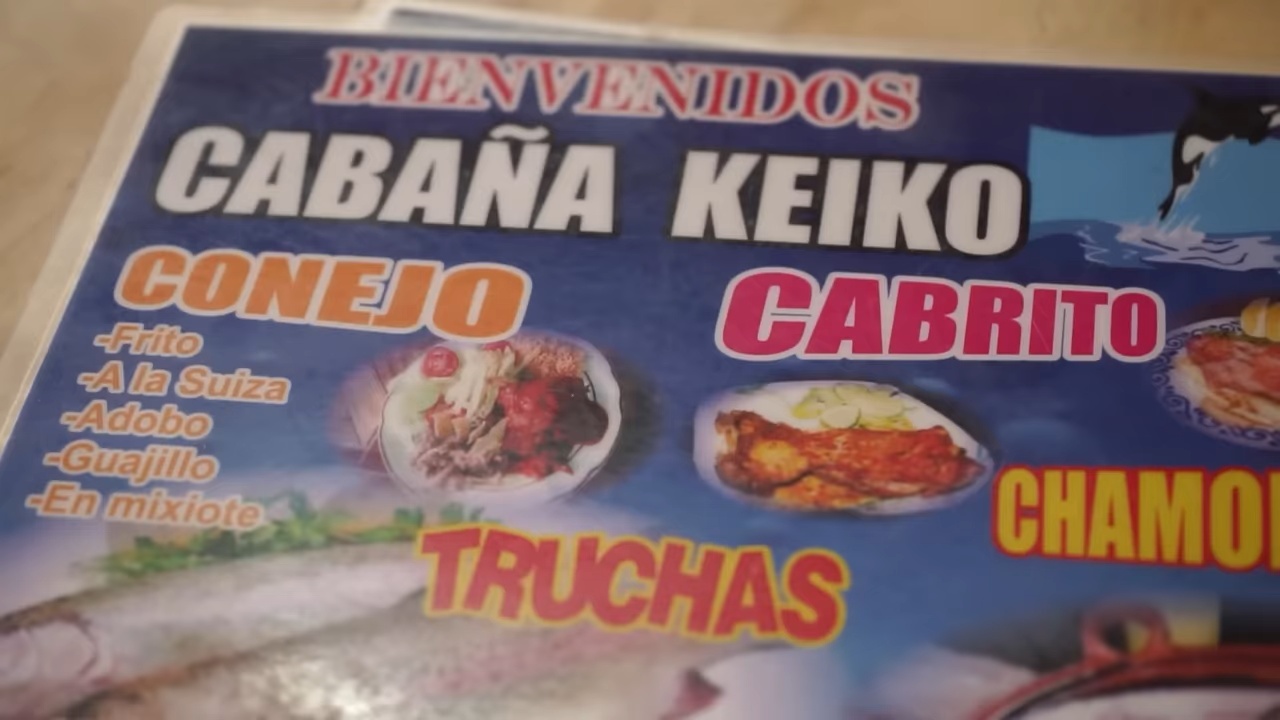 BIENVENIDOS
CABAÑA KEIKO
CONEJO
-Frito
-A la Suiza
-Adobo
-Guajillo
-En mixiote
CABRITO
TRUCHAS